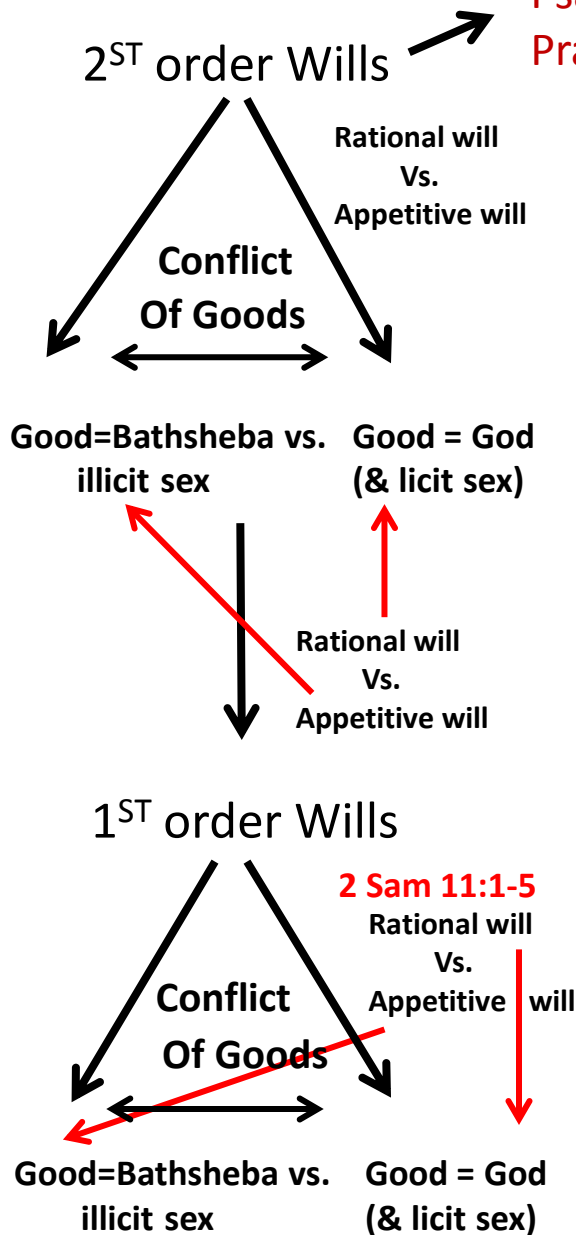 2ST order Wills
Rational will
Vs.
Appetitive will
Conflict
Of Goods
Good=Bathsheba vs. Good = God
illicit sex (& licit sex)
Rational will
Vs.
Appetitive will
1ST order Wills
2 Sam 11:1-5
Rational will
Vs.
Appetitive will
Conflict
Of Goods
Good=Bathsheba vs. Good = God
illicit sex (& licit sex)